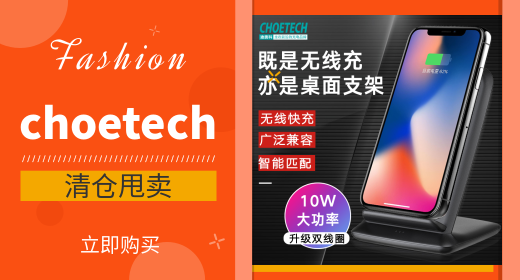 Fashion
choetech
清仓甩卖
立即购买
CHOETECH
既是无线充
亦是桌面支架
无线快充
广泛兼容
智能匹配
10W
大功率
升级双线圈